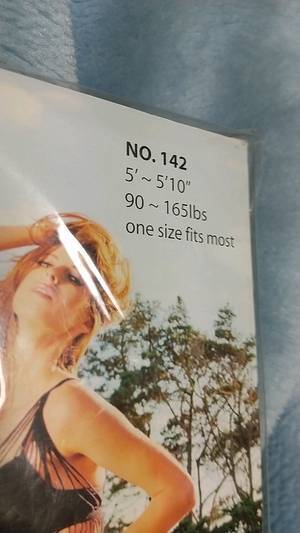 NO. 142
5' ~ 5'10"
90 ~ 165lbs
one size fits most